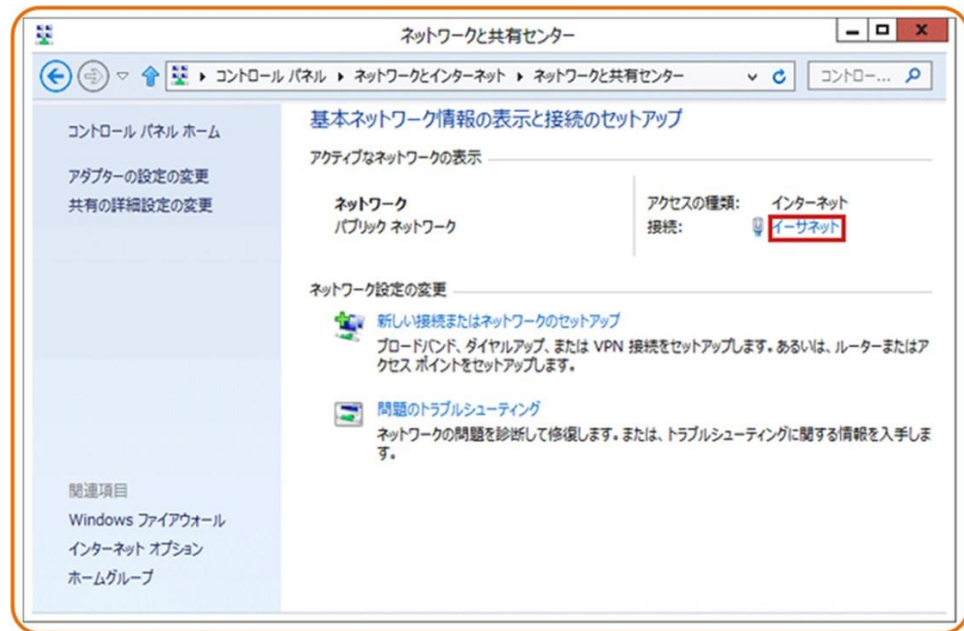 ネットワークと共有センター
コントロール パネル ネットワークとインターネット ネットワークと共有センター
コントロー...
コントロール パネル ホーム
アダプターの設定の変更
共有の詳細設定の変更
基本ネットワーク情報の表示と接続のセットアップ
アクティブなネットワークの表示
ネットワーク
パブリック ネットワーク
アクセスの種類: インターネット
接続: イーサネット
ネットワーク設定の変更
新しい接続またはネットワークのセットアップ
ブロードバンド、ダイヤルアップ、または VPN 接続をセットアップします。あるいは、ルーターまたはア
クセス ポイントをセットアップします。
問題のトラブルシューティング
ネットワークの問題を診断して修復します。または、トラブルシューティングに関する情報を入手しま
す。
関連項目
Windows ファイアウォール
インターネット オプション
ホームグループ